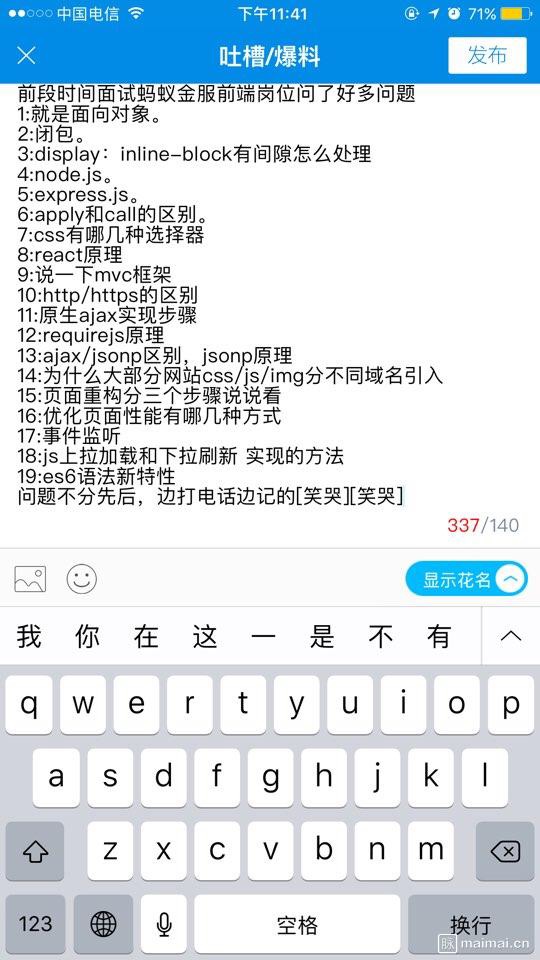 中国电信 下午11:41 71%
吐槽/爆料 发布
前段时间面试蚂蚁金服前端岗位问了好多问题
1:就是面向对象。
2:闭包。
3:display：inline-block有间隙怎么处理
4:node.js。
5:express.js。
6:apply和call的区别。
7:css有哪几种选择器
8:react原理
9:说一下mvc框架
10:http/https的区别
11:原生ajax实现步骤
12:requirejs原理
13:ajax/jsonp区别，jsonp原理
14:为什么大部分网站css/js/img分不同域名引入
15:页面重构分三个步骤说说看
16:优化页面性能有哪几种方式
17:事件监听
18:js上拉加载和下拉刷新 实现的方法
19:es6语法新特性
问题不分先后，边打电话边记的[笑哭][笑哭]
337/140
显示花名
我 你 在 这 一 是 不 有
q w e r t y u i o p
a s d f g h j k l
z x c v b n m
123 空格 换行
脉 maimai.cn